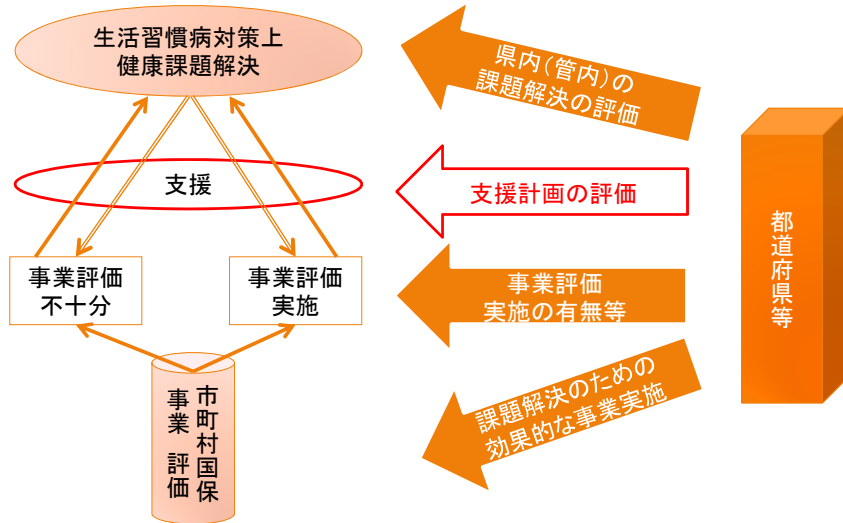 生活習慣病対策上
健康課題解決
県内(管内)の
課題解決の評価
支援
支援計画の評価
都道府県等
事業評価
不十分
事業評価
実施
事業評価
実施の有無等
課題解決のための
効果的な事業実施
市町村国保
事業 評価